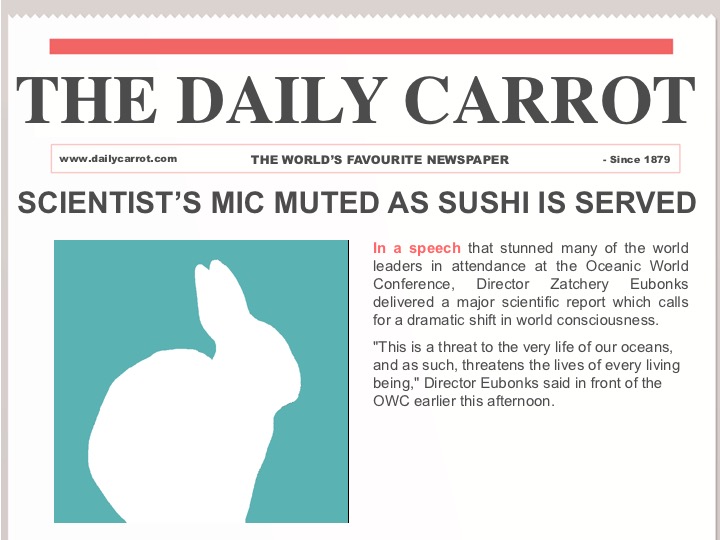 THE DAILY CARROT
www.dailycarrot.com THE WORLD’S FAVOURITE NEWSPAPER - Since 1879
SCIENTIST’S MIC MUTED AS SUSHI IS SERVED
In a speech that stunned many of the world
leaders in attendance at the Oceanic World
Conference, Director Zatchery Eubonks
delivered a major scientific report which calls
for a dramatic shift in world consciousness.
"This is a threat to the very life of our oceans,
and as such, threatens the lives of every living
being," Director Eubonks said in front of the
OWC earlier this afternoon.